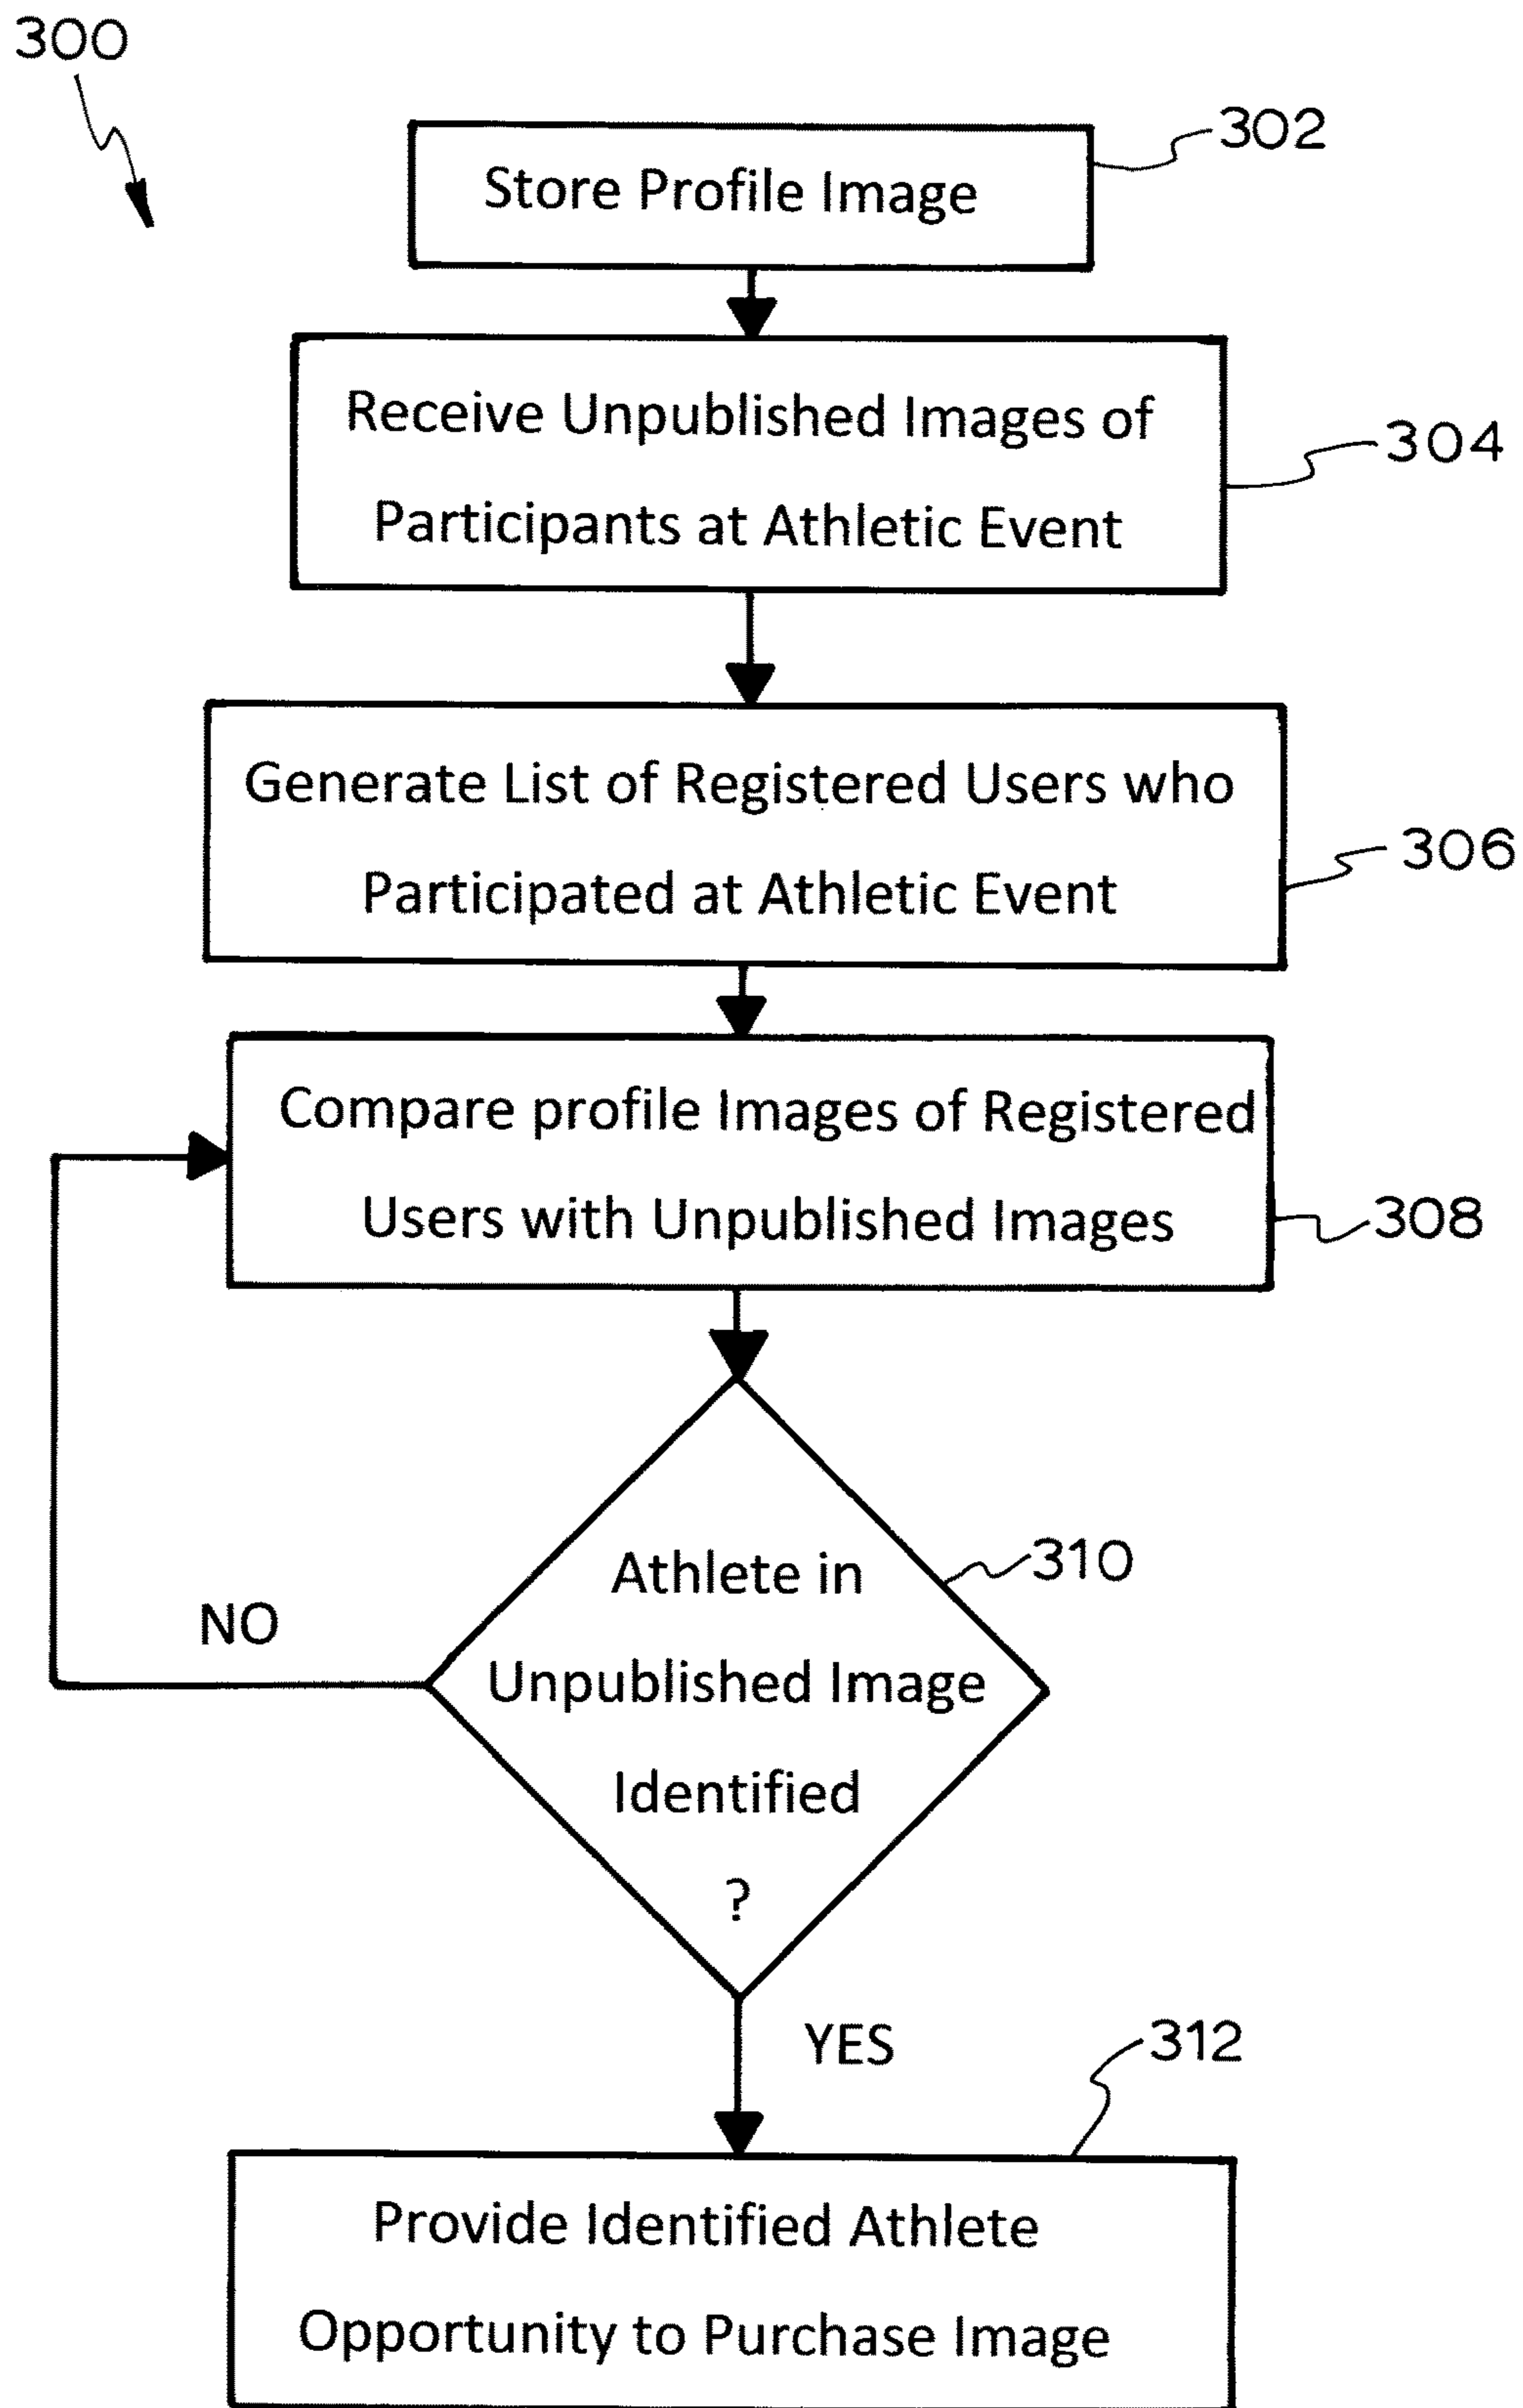 300
302
Store Profile Image
Receive Unpublished Images of
304
Participants at Athletic Event
Generate List of Registered Users who
306
Participated at Athletic Event
Compare profile Images of Registered
Users with Unpublished Images
308
Athlete in
310
NO
Unpublished Image
Identified
?
YES
312
Provide Identified Athlete
Opportunity to Purchase Image